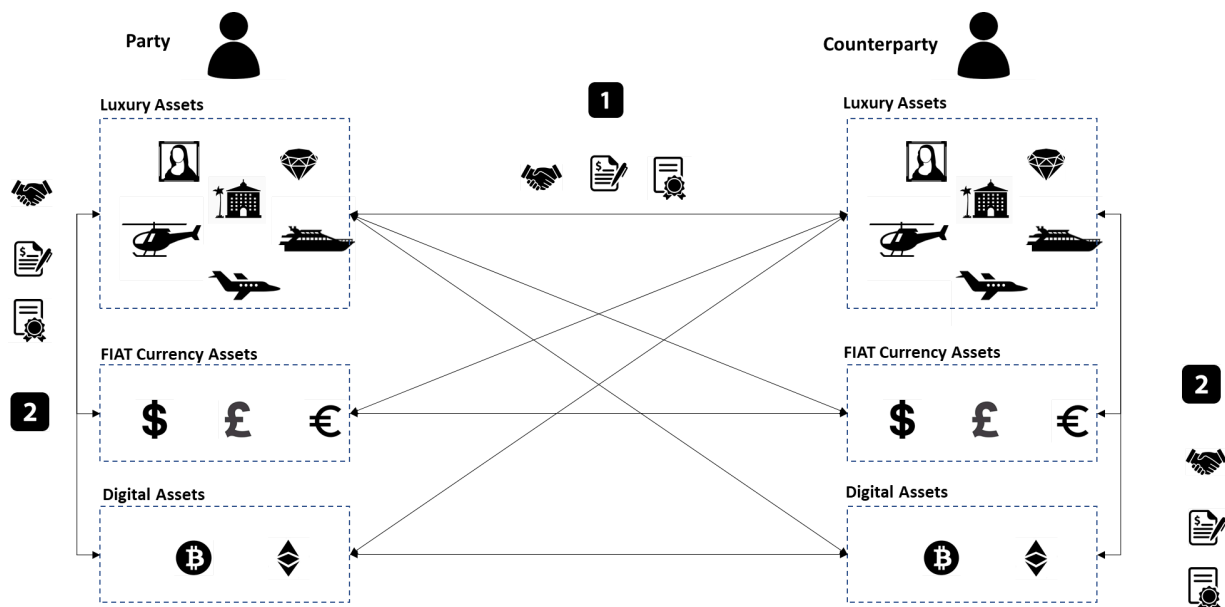 Party
Counterparty
Luxury Assets
1
Luxury Assets
FIAT Currency Assets
FIAT Currency Assets
2
$ £ €
$ £ €
2
Digital Assets
Digital Assets